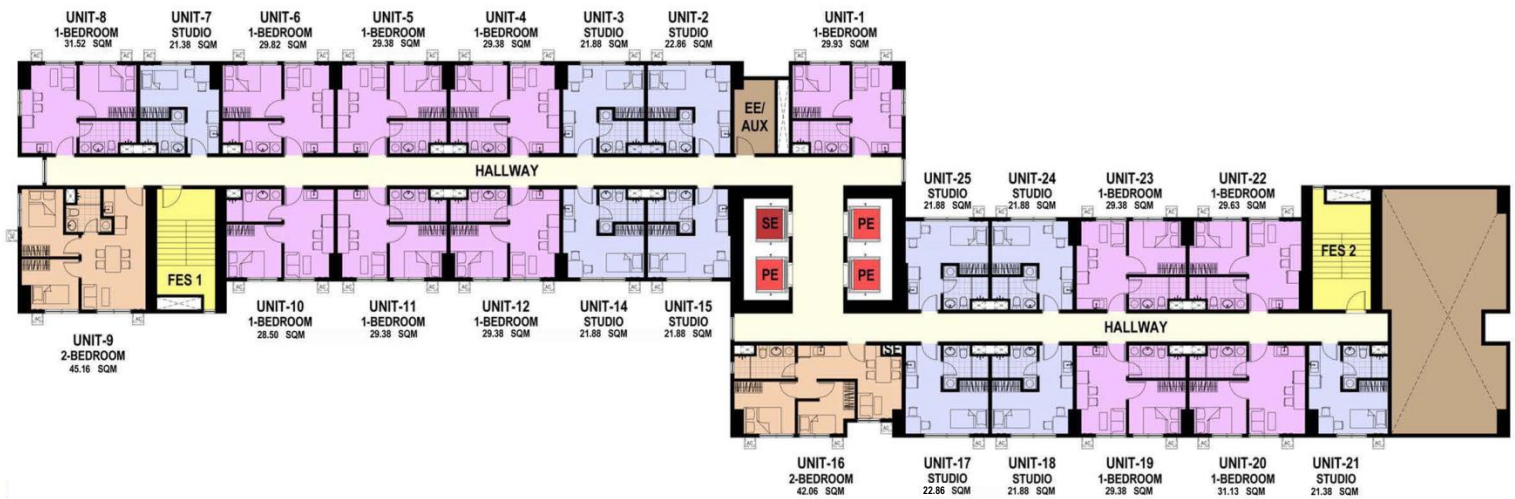 UNIT-8
1-BEDROOM
31.52 SQM
UNIT-7
STUDIO
21.38 SQM
UNIT-6
1-BEDROOM
29.82 SQM
UNIT-5
1-BEDROOM
29.38 SQM
UNIT-4
1-BEDROOM
29.38 SQM
UNIT-3
STUDIO
21.88 SQM
UNIT-2
STUDIO
22.86 SQM
UNIT-1
1-BEDROOM
29.93 SQM
EE/
AUX
HALLWAY
UNIT-25
STUDIO
21.88 SQM
UNIT-24
STUDIO
21.88 SQM
UNIT-23
1-BEDROOM
29.38 SQM
UNIT-22
1-BEDROOM
29.63 SQM
SE
PE
PE
PE
FES 1
FES 2
UNIT-9
2-BEDROOM
45.16 SQM
UNIT-10
1-BEDROOM
28.50 SQM
UNIT-11
1-BEDROOM
29.38 SQM
UNIT-12
1-BEDROOM
29.38 SQM
UNIT-14
STUDIO
21.88 SQM
UNIT-15
STUDIO
21.88 SQM
HALLWAY
SE
UNIT-16
2-BEDROOM
42.06 SQM
UNIT-17
STUDIO
22.86 SQM
UNIT-18
STUDIO
21.88 SQM
UNIT-19
1-BEDROOM
29.38 SQM
UNIT-20
1-BEDROOM
31.13 SQM
UNIT-21
STUDIO
21.38 SQM